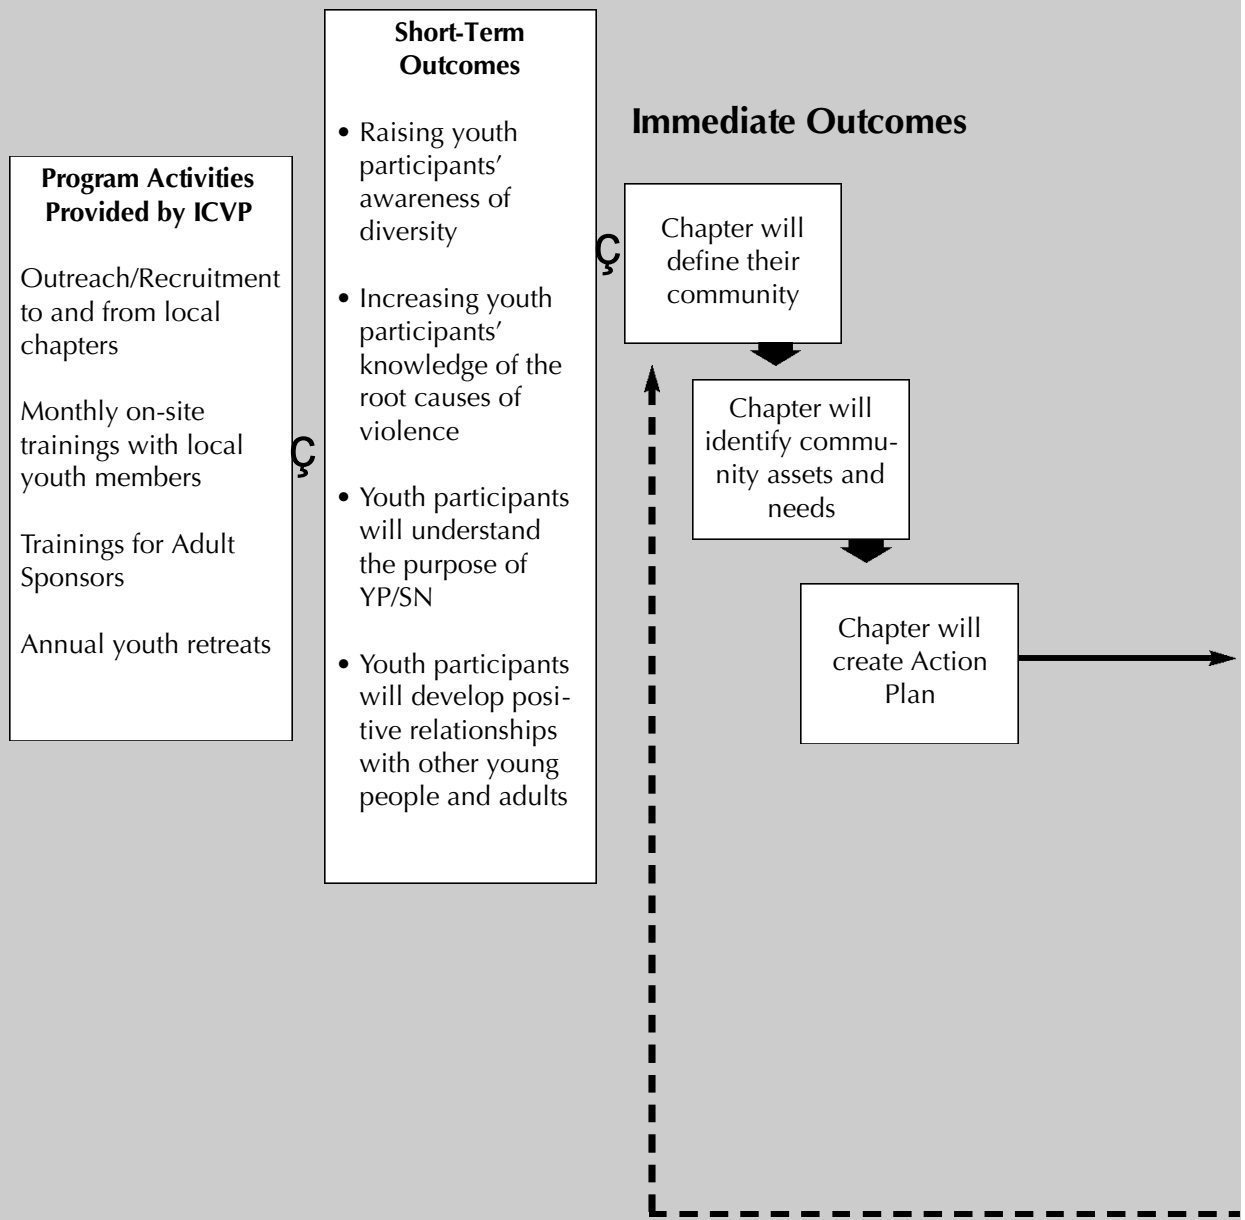 Program Activities
Provided by ICVP
Outreach/Recruitment
to and from local
chapters
Monthly on-site
trainings with local
youth members
Trainings for Adult
Sponsors
Annual youth retreats
ç
Short-Term
Outcomes
• Raising youth
participants’
awareness of
diversity
• Increasing youth
participants’
knowledge of the
root causes of
violence
• Youth participants
will understand
the purpose of
YP/SN
• Youth participants
will develop posi-
tive relationships
with other young
people and adults
ç
Immediate Outcomes
Chapter will
define their
community
Chapter will
identify commu-
nity assets and
needs
Chapter will
create Action
Plan